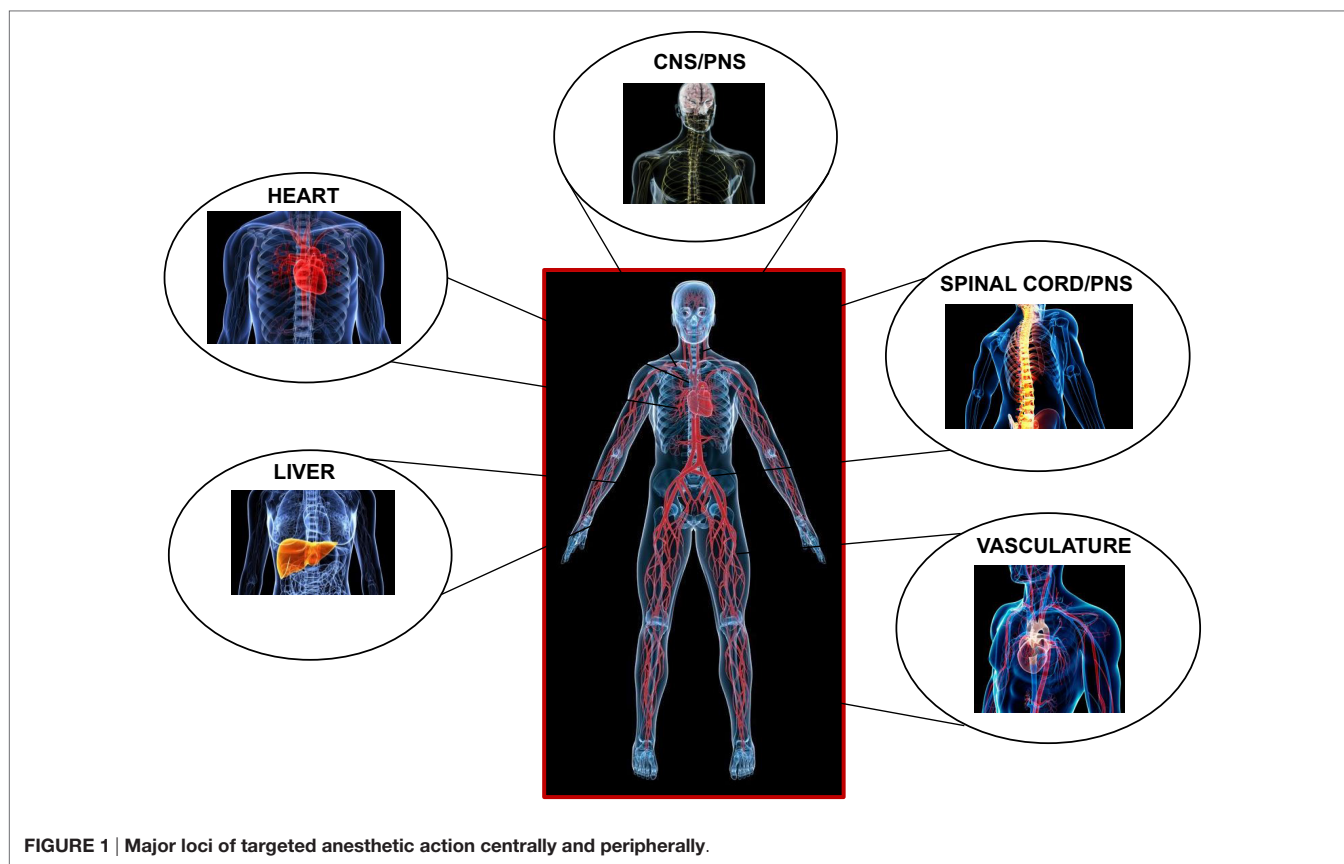 CNS/PNS
HEART
SPINAL CORD/PNS
LIVER
VASCULATURE
FIGURE 1 | Major loci of targeted anesthetic action centrally and peripherally.